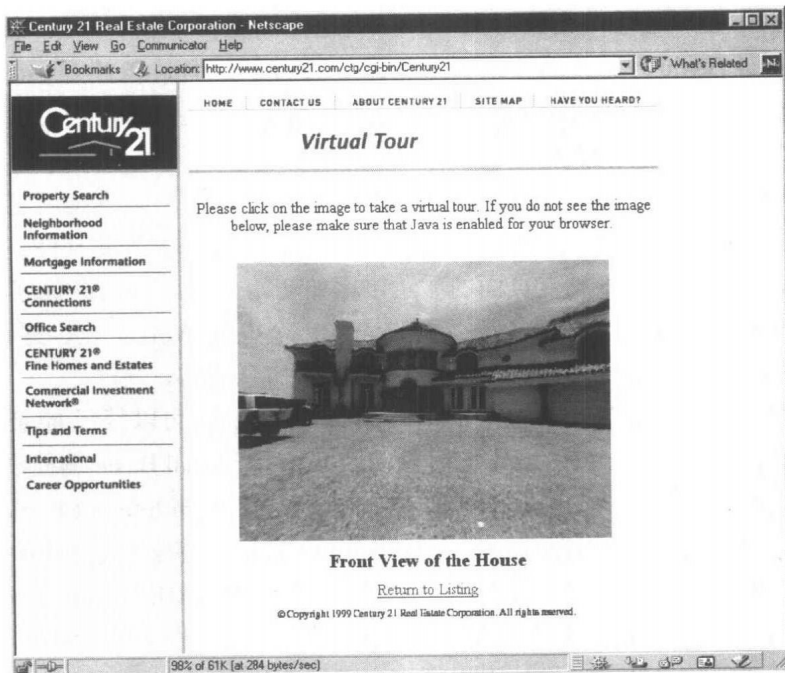 Century 21 Real Estate Corporation - Netscape
File Edit View Go Communicator Help
Bookmarks Location: http://www.century21.com/ctg/cgi-bin/Century21 What's Related N
HOME CONTACT US ABOUT CENTURY 21 SITE MAP HAVE YOU HEARD?
Century 21
Virtual Tour
Property Search
Neighborhood
Information
Mortgage Information
CENTURY 21®
Connections
Office Search
CENTURY 21®
Fine Homes and Estates
Commercial Investment
Network®
Tips and Terms
International
Career Opportunities
Please click on the image to take a virtual tour. If you do not see the image
below, please make sure that Java is enabled for your browser.
Front View of the House
Return to Listing
© Copyright 1999 Century 21 Real Estate Corporation. All rights reserved.
98% of 61K (at 284 bytes/sec)